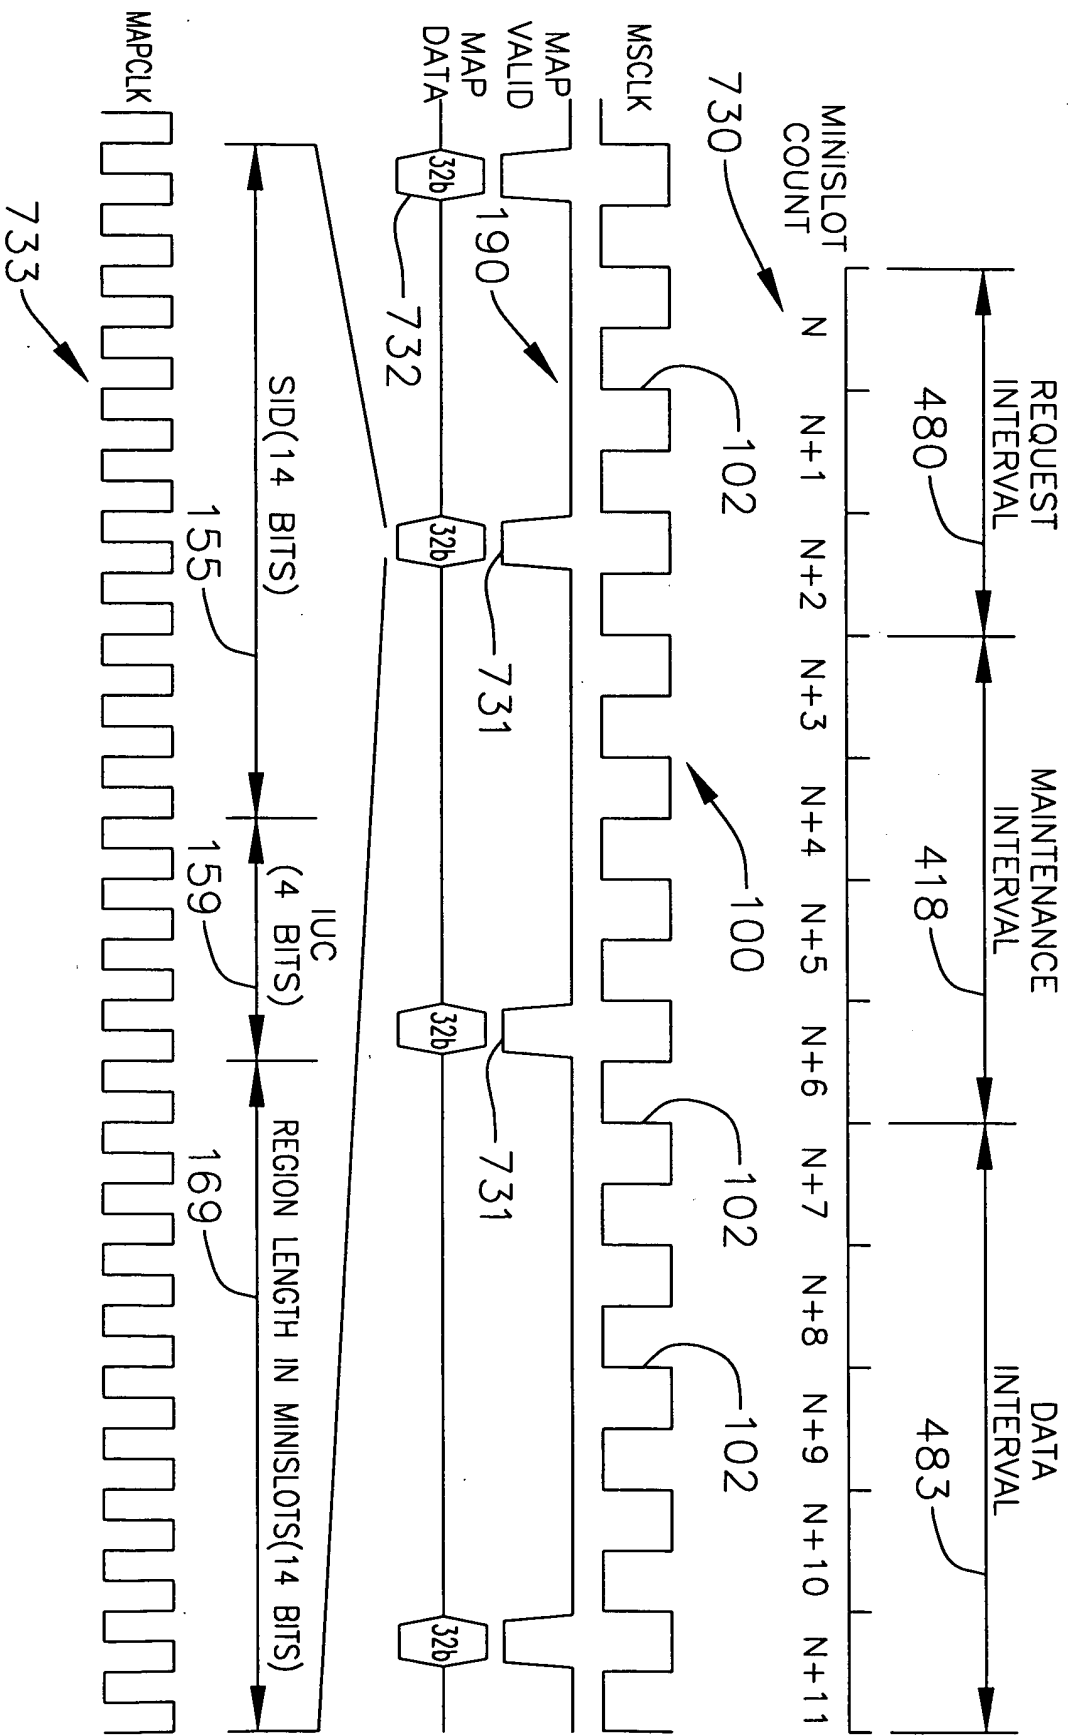 REQUEST
INTERVAL
480
MAINTENANCE
INTERVAL
418
DATA
INTERVAL
483
MINISLOT
COUNT
N N+1 N+2 N+3 N+4 N+5 N+6 N+7 N+8 N+9 N+10 N+11
730
102
100
102
102
MSCLK
MAP
VALID
190
731
731
MAP
DATA
32b 32b 32b 32b
732
SID(14 BITS)
155
IUC
(4 BITS)
159
REGION LENGTH IN MINISLOTS(14 BITS)
169
MAPCLK
733